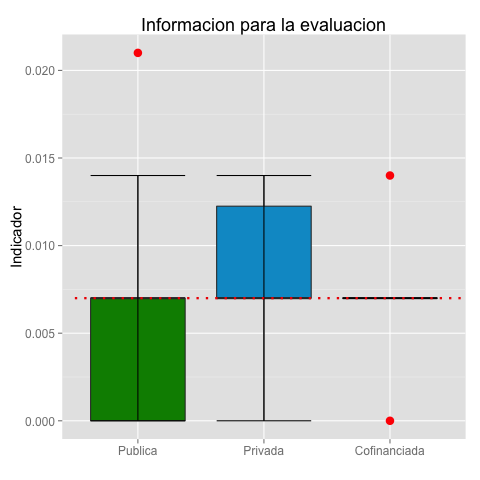 Informacion para la evaluacion
Indicador
0.020
0.015
0.010
0.005
0.000
Publica
Privada
Cofinanciada